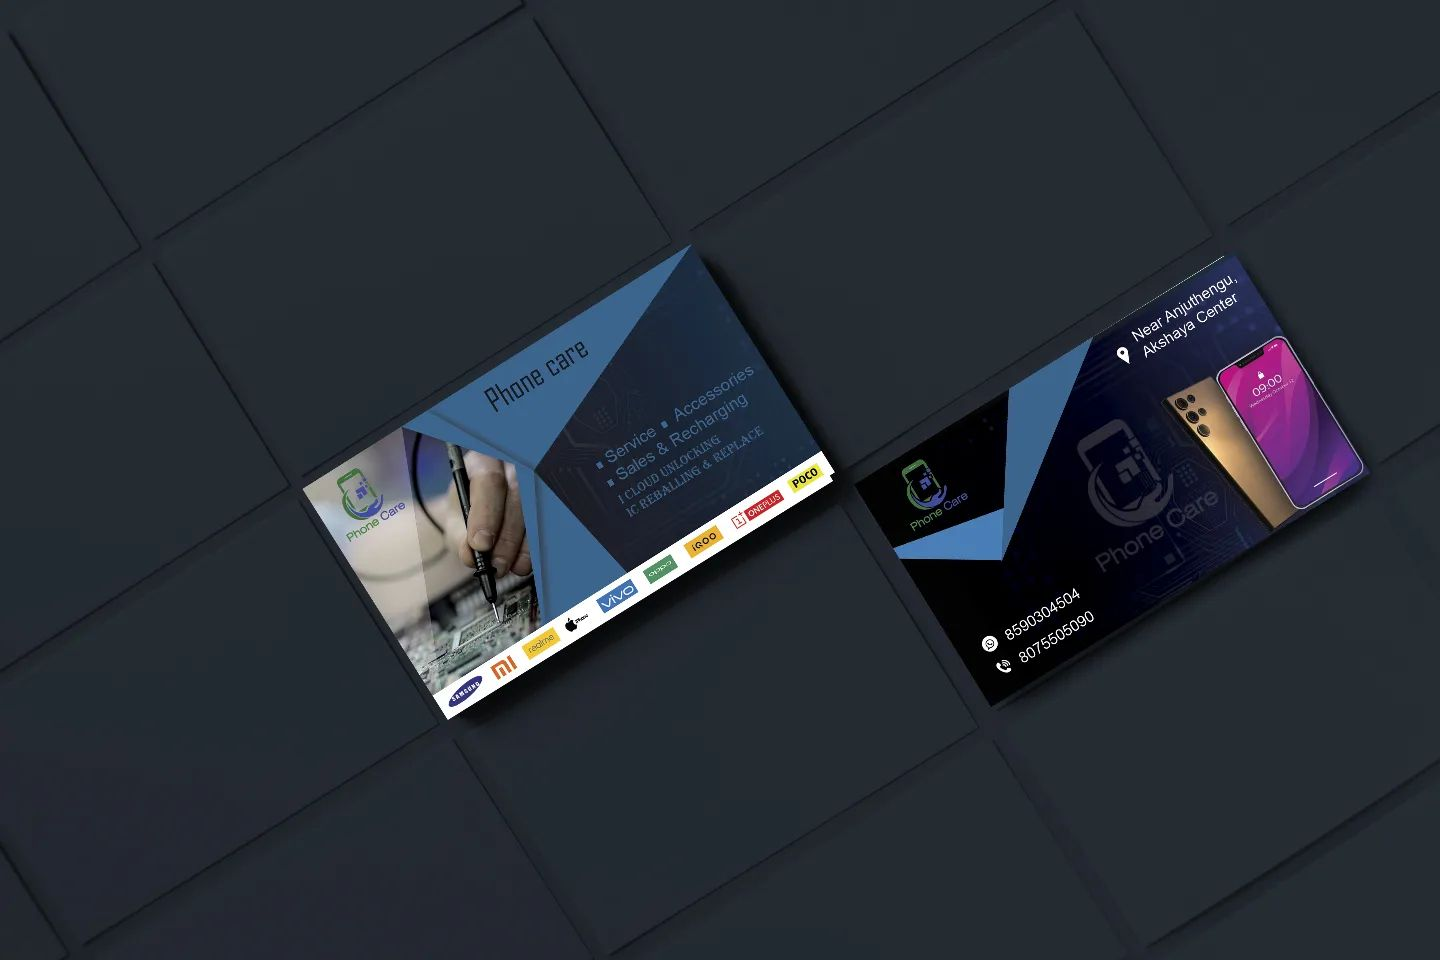 Phone care
Phone Care
▪ Service ▪ Accessories
▪ Sales & Recharging
I CLOUD UNLOCKING
IC REBALLING & REPLACE
SAMSUNG
MI
realme
iPhone
vivo
oppo
iQOO
1+ ONEPLUS
POCO
Near Anjuthengu,
Akshaya Center
09:00
Phone Care
Phone Care
8590304504
8075505090